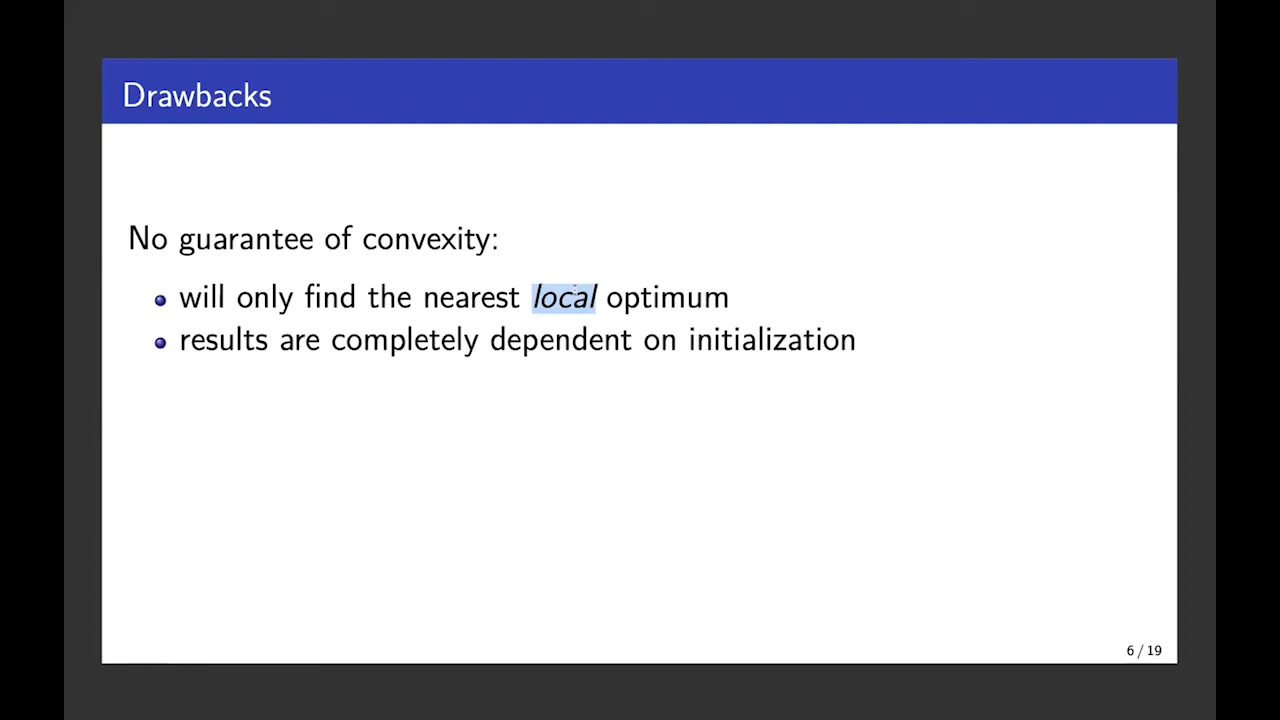 Drawbacks
No guarantee of convexity:
will only find the nearest local optimum
results are completely dependent on initialization
6 / 19